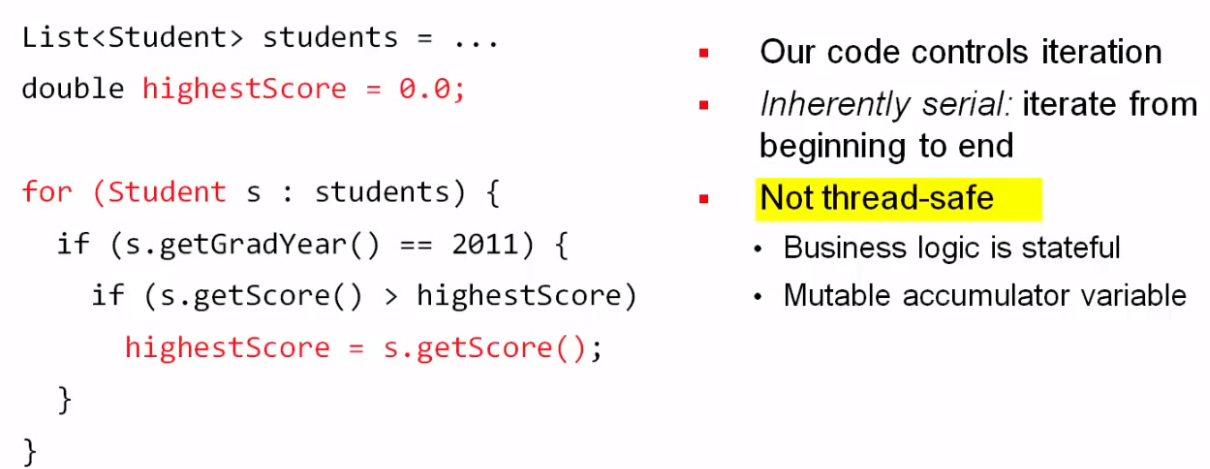 List<Student> students = ...
double highestScore = 0.0;
for (Student s : students) {
if (s.getGradYear() == 2011) {
if (s.getScore() > highestScore)
highestScore = s.getScore();
}
}
Our code controls iteration
Inherently serial: iterate from
beginning to end
Not thread-safe
Business logic is stateful
Mutable accumulator variable